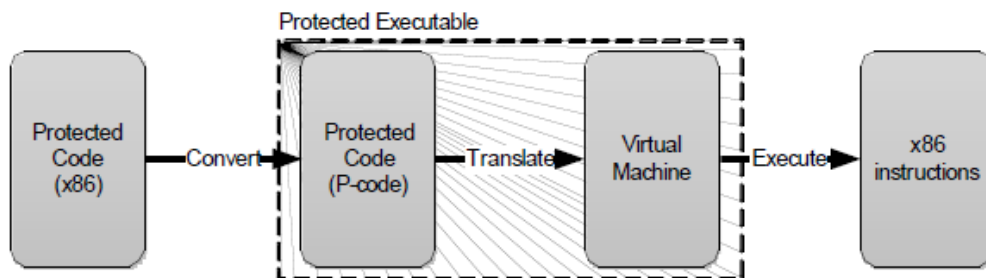 Protected Executable
Protected
Code
(x86)
Convert
Protected
Code
(P-code)
Translate
Virtual
Machine
Execute
x86
instructions